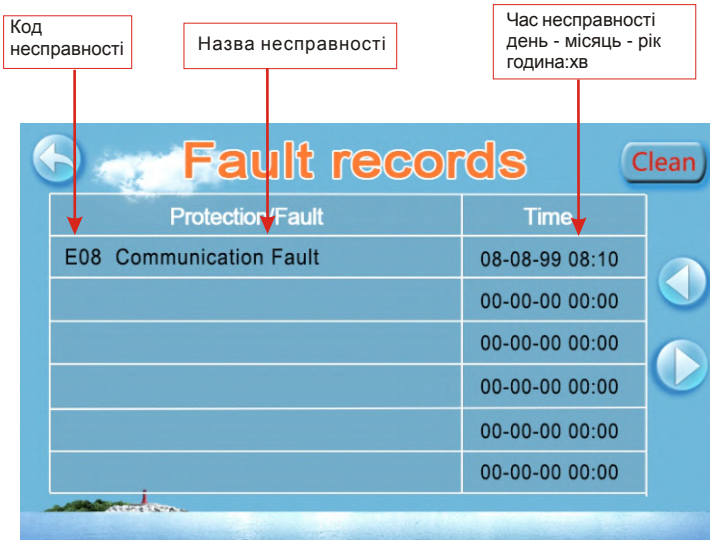 Код
несправності
Назва несправності
Час несправності
день - місяць - рік
година:хв
Fault records
Clean
Protection/Fault Time
E08 Communication Fault 08-08-99 08:10
00-00-00 00:00
00-00-00 00:00
00-00-00 00:00
00-00-00 00:00
00-00-00 00:00